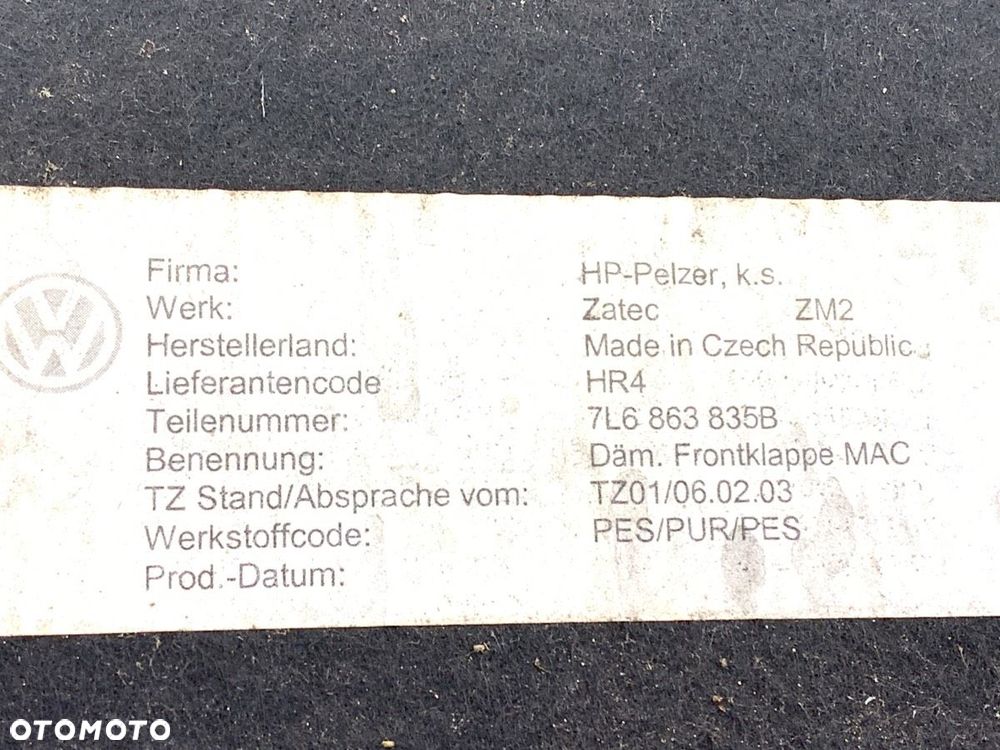 Firma: HP-Pelzer, k.s.
Werk: Zatec ZM2
Herstellerland: Made in Czech Republic
Lieferantencode HR4
Teilenummer: 7L6 863 835B
Benennung: Däm. Frontklappe MAC
TZ Stand/Absprache vom: TZ01/06.02.03
Werkstoffcode: PES/PUR/PES
Prod.-Datum:
OTOMOTO